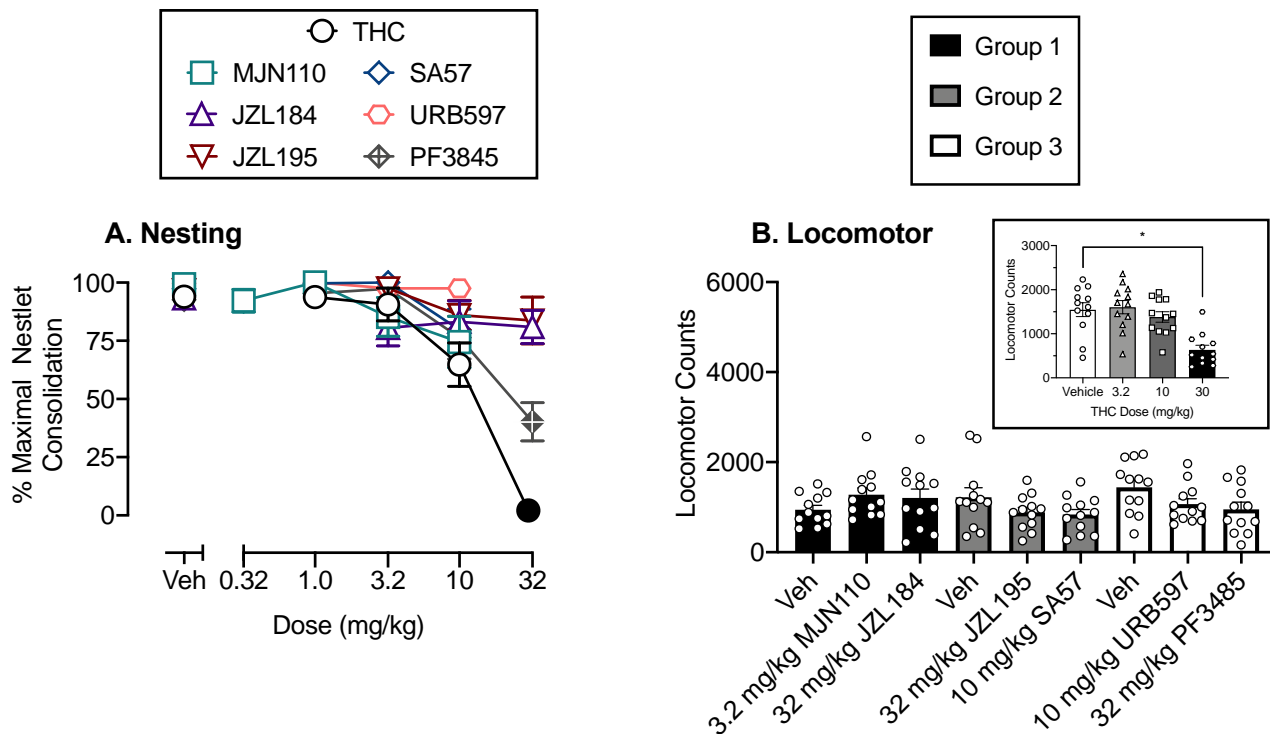 THC
MJN110
SA57
JZL184
URB597
JZL195
PF3845
Group 1
Group 2
Group 3
A. Nesting
% Maximal Nestlet
Consolidation
100
75
50
25
0
Veh
0.32
1.0
3.2
10
32
Dose (mg/kg)
B. Locomotor
Locomotor Counts
6000
4000
2000
0
Veh
3.2 mg/kg MJN110
32 mg/kg JZL184
Veh
32 mg/kg JZL195
10 mg/kg SA57
Veh
10 mg/kg URB597
32 mg/kg PF3485
*
Locomotor Counts
3000
2000
1000
0
Vehicle
3.2
10
30
THC Dose (mg/kg)